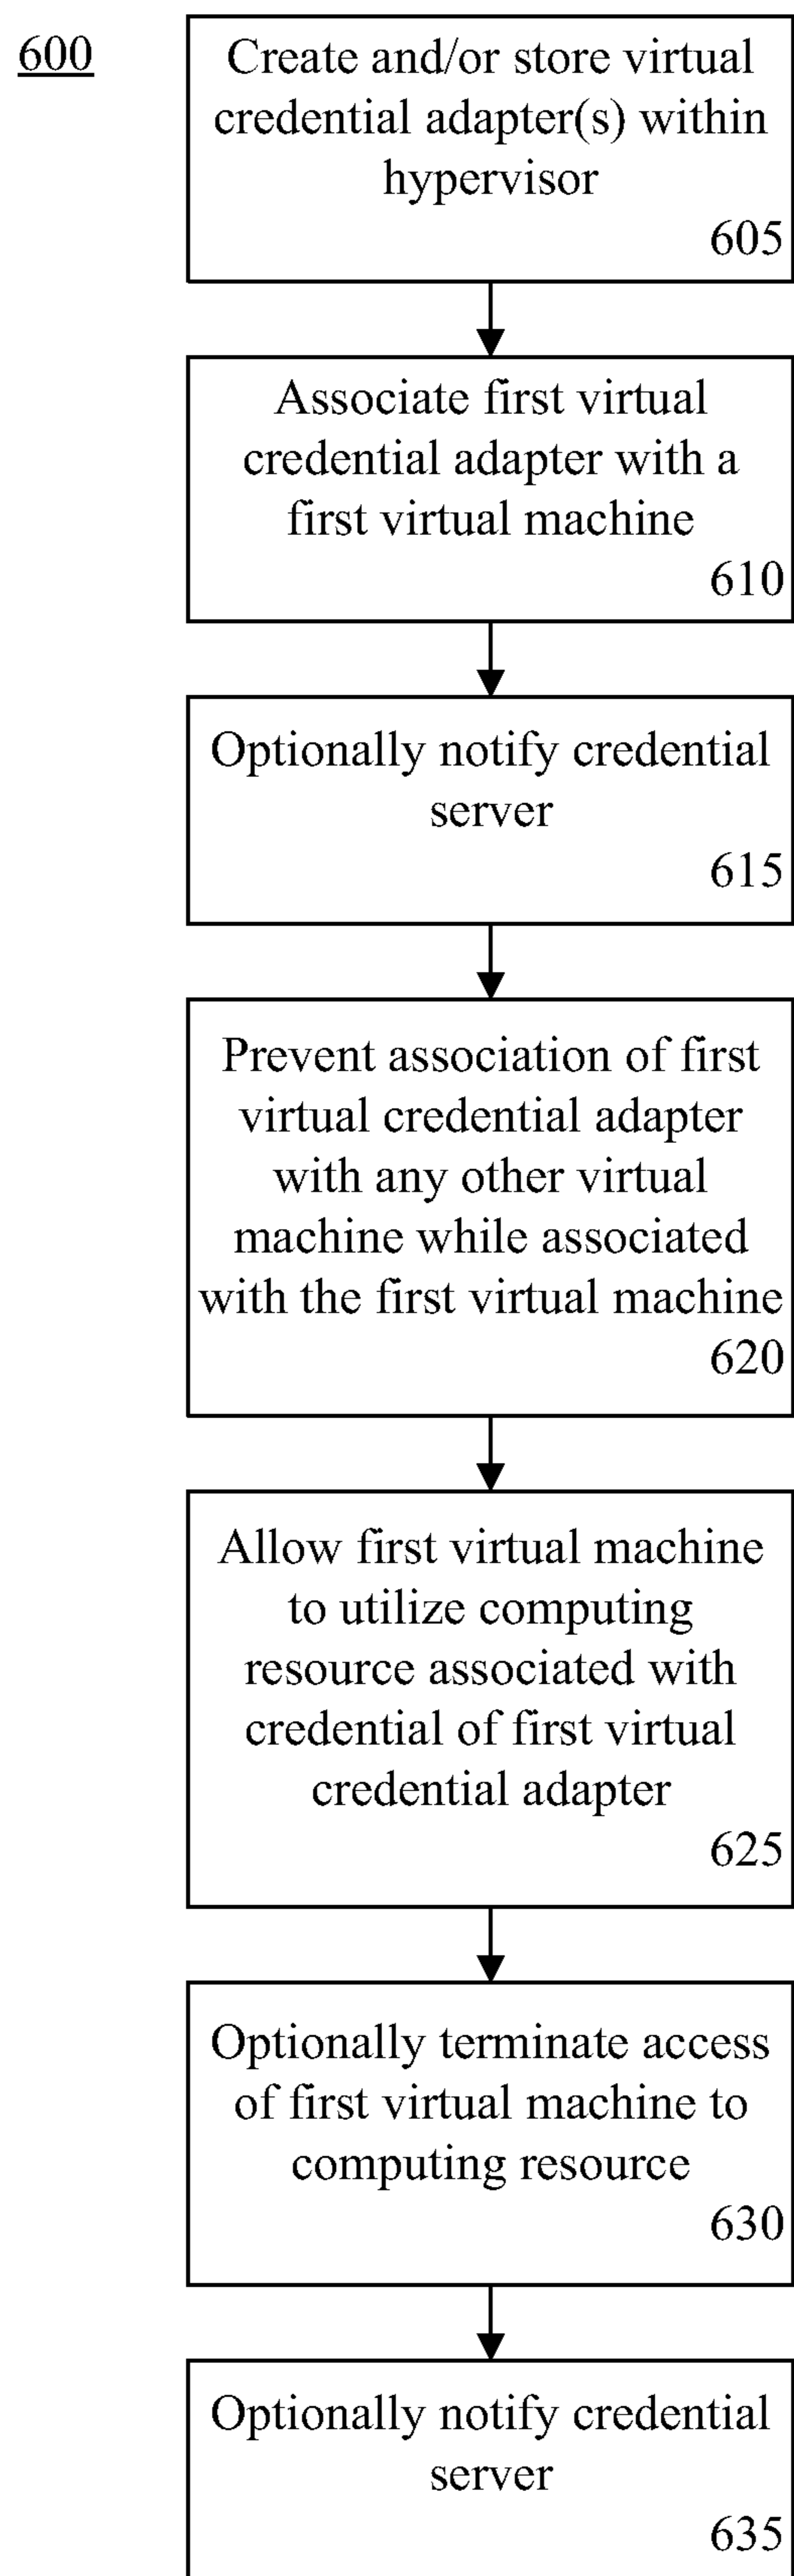 600
Create and/or store virtual
credential adapter(s) within
hypervisor
605
Associate first virtual
credential adapter with a
first virtual machine
610
Optionally notify credential
server
615
Prevent association of first
virtual credential adapter
with any other virtual
machine while associated
with the first virtual machine
620
Allow first virtual machine
to utilize computing
resource associated with
credential of first virtual
credential adapter
625
Optionally terminate access
of first virtual machine to
computing resource
630
Optionally notify credential
server
635